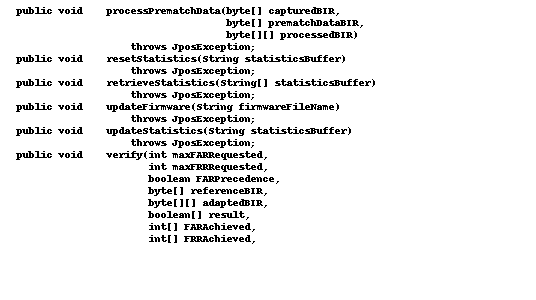 public void    processPrematchData(byte[] capturedBIR,
                                   byte[] prematchDataBIR,
                                   byte[][] processedBIR)
                   throws JposException;
public void    resetStatistics(String statisticsBuffer)
                   throws JposException;
public void    retrieveStatistics(String[] statisticsBuffer)
                   throws JposException;
public void    updateFirmware(String firmwareFileName)
                   throws JposException;
public void    updateStatistics(String statisticsBuffer)
                   throws JposException;
public void    verify(int maxFARRequested,
                      int maxFRRRequested,
                      boolean FARPrecedence,
                      byte[] referenceBIR,
                      byte[][] adaptedBIR,
                      boolean[] result,
                      int[] FARAchieved,
                      int[] FRRAchieved,